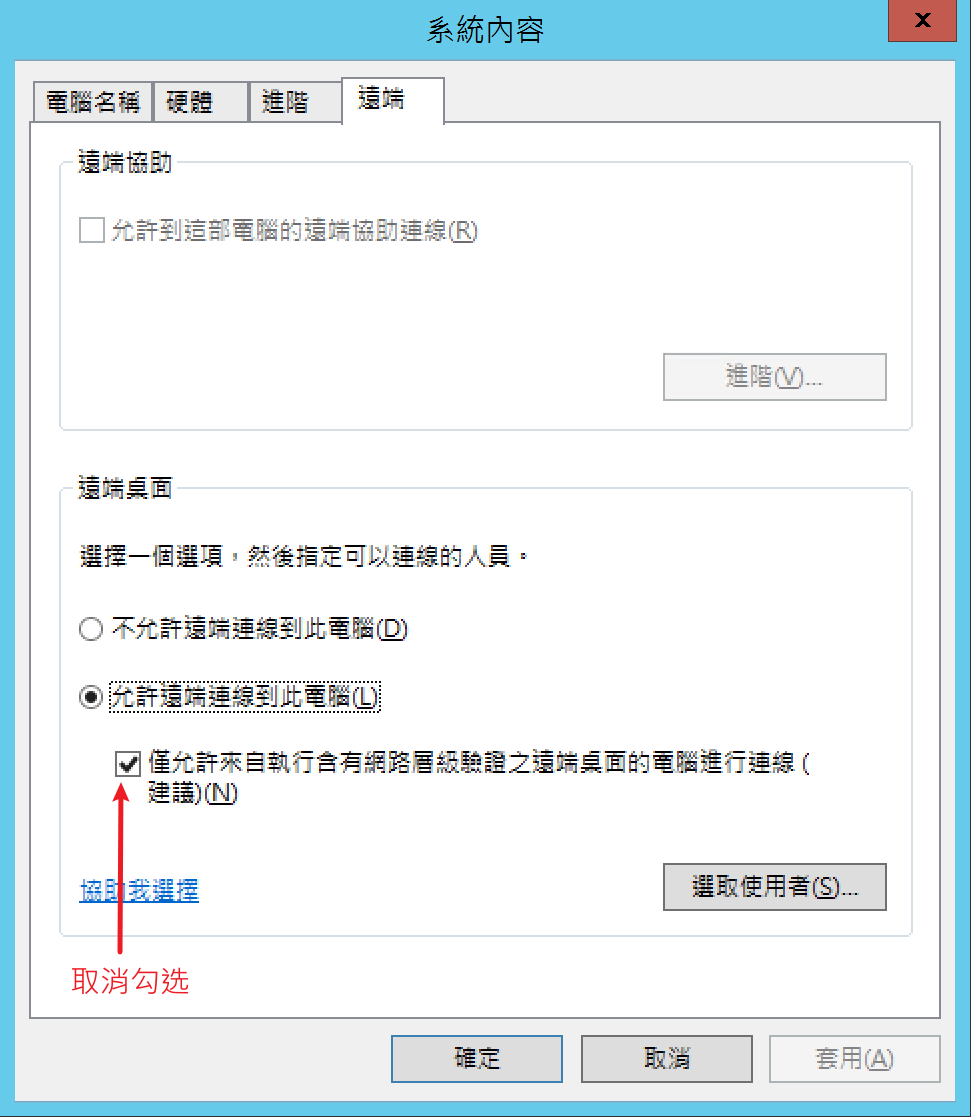 系統內容
x
電腦名稱
硬體
進階
遠端
遠端協助
允許到這部電腦的遠端協助連線(R)
進階(V)...
遠端桌面
選擇一個選項，然後指定可以連線的人員。
不允許遠端連線到此電腦(D)
允許遠端連線到此電腦(L)
僅允許來自執行含有網路層級驗證之遠端桌面的電腦進行連線 (
建議)(N)
協助我選擇
選取使用者(S)...
取消勾选
確定
取消
套用(A)